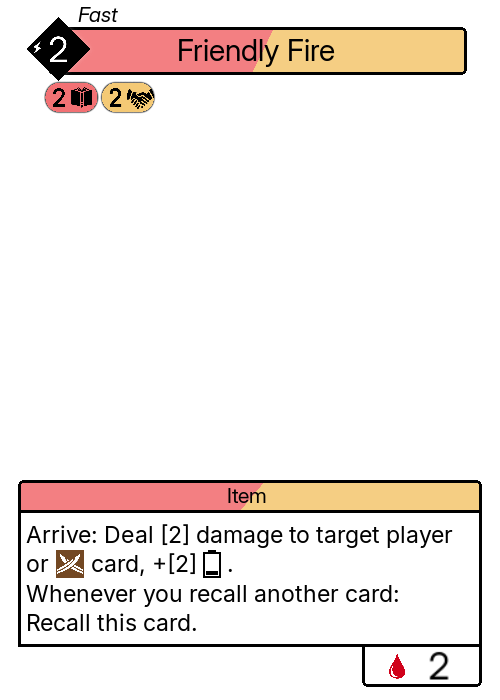 Fast
2
Friendly Fire
2 2
Item
Arrive: Deal [2] damage to target player
or card, +[2] .
Whenever you recall another card:
Recall this card.
2